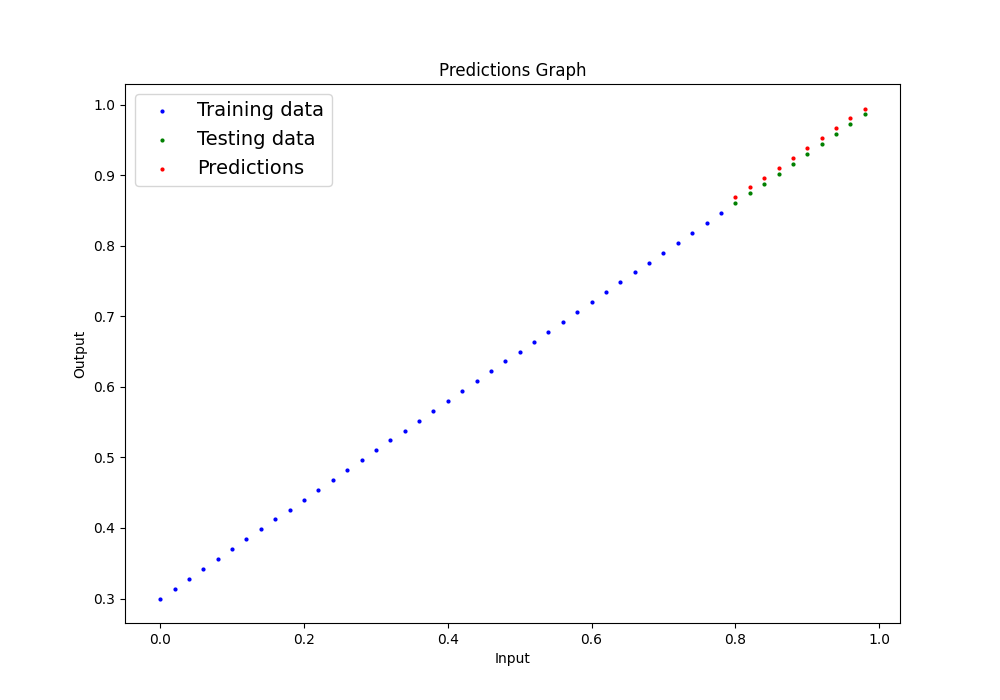 Predictions Graph
Training data
Testing data
Predictions
1.0
0.9
0.8
0.7
0.6
0.5
0.4
0.3
Output
0.0 0.2 0.4 0.6 0.8 1.0
Input